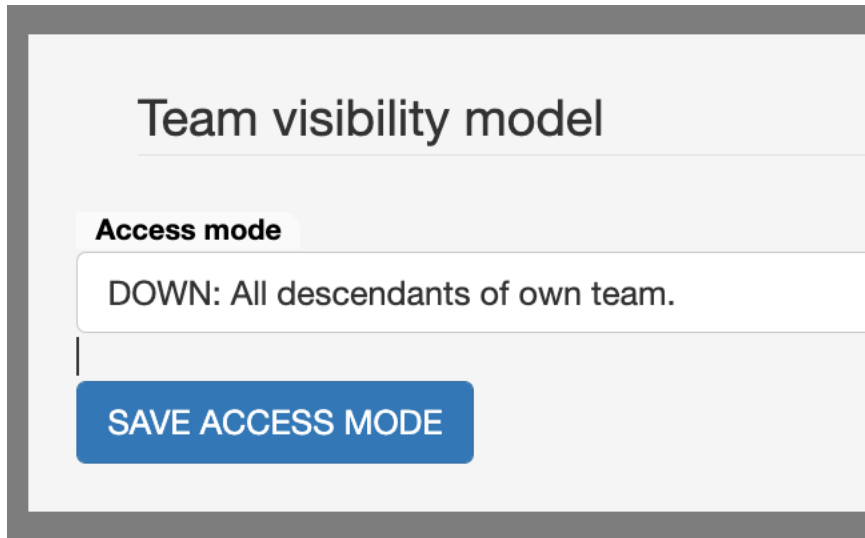 Team visibility model
Access mode
DOWN: All descendants of own team.
SAVE ACCESS MODE